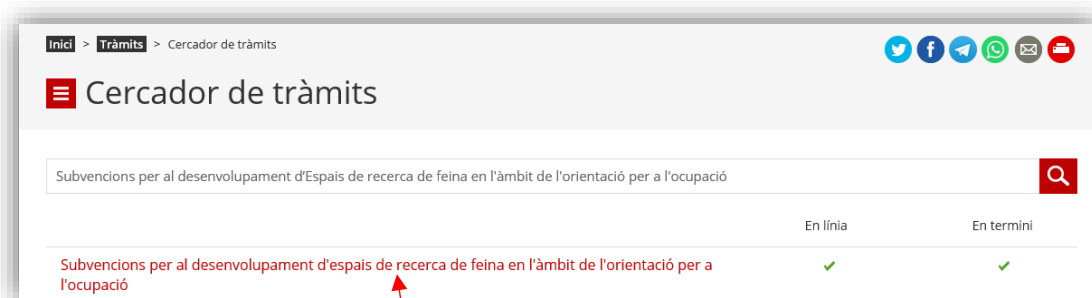 Inici > Tràmits > Cercador de tràmits
Cercador de tràmits
Subvencions per al desenvolupament d’Espais de recerca de feina en l'àmbit de l'orientació per a l'ocupació
En línia En termini
Subvencions per al desenvolupament d'espais de recerca de feina en l'àmbit de l'orientació per a
l'ocupació